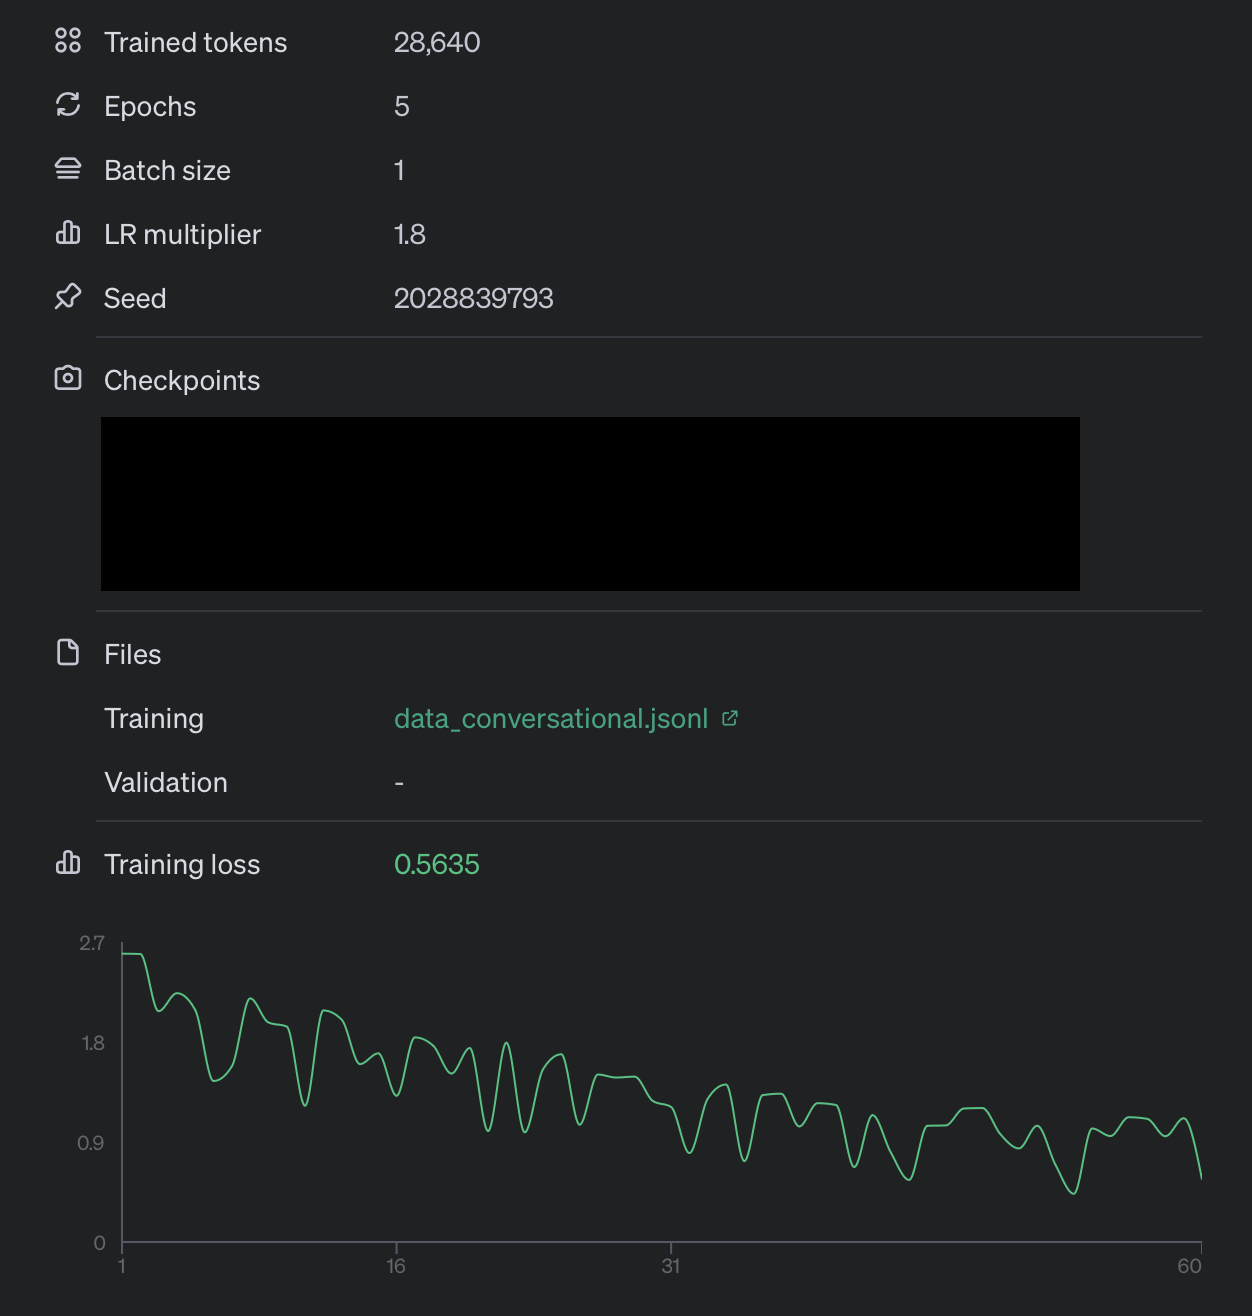 Trained tokens 28,640
Epochs 5
Batch size 1
LR multiplier 1.8
Seed 2028839793
Checkpoints
Files
Training data_conversational.jsonl
Validation -
Training loss 0.5635
2.7
1.8
0.9
0
1 16 31 60